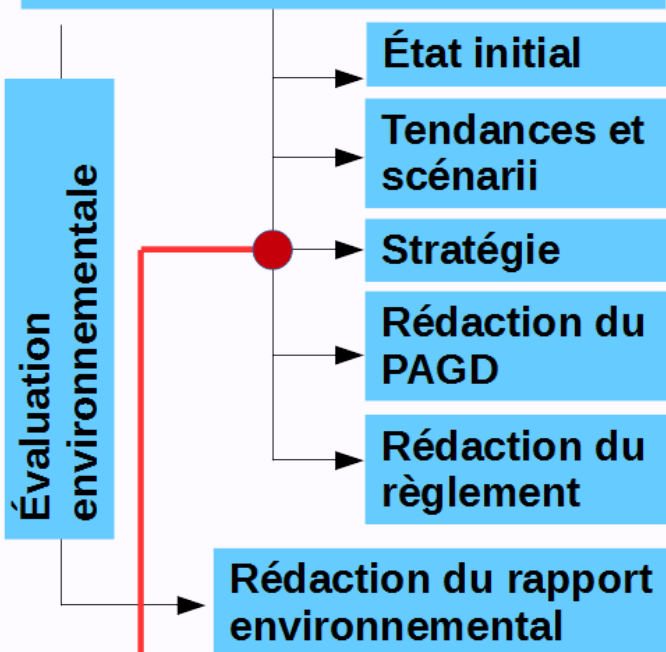 État initial
Tendances et
scénarii
Stratégie
Rédaction du
PAGD
Rédaction du
règlement
Évaluation
environnementale
Rédaction du rapport
environnemental